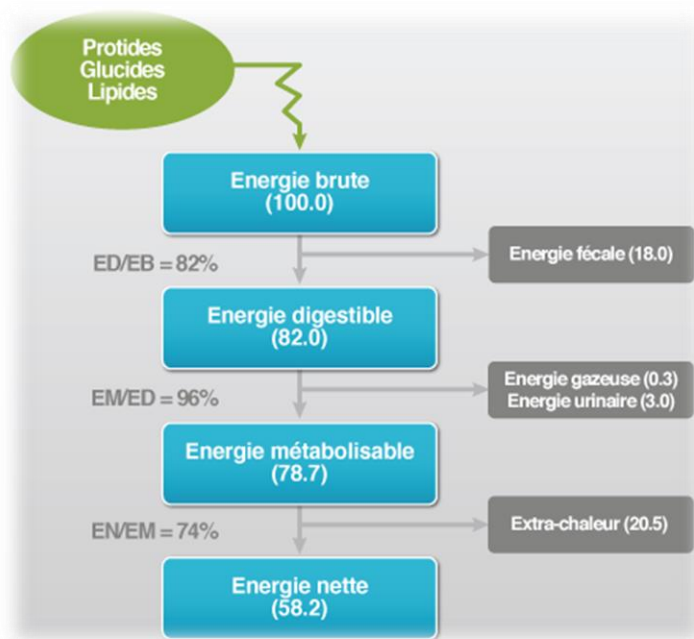 Protides
Glucides
Lipides
Energie brute
(100.0)
ED/EB = 82%
Energie fécale (18.0)
Energie digestible
(82.0)
EM/ED = 96%
Energie gazeuse (0.3)
Energie urinaire (3.0)
Energie métabolisable
(78.7)
EN/EM = 74%
Extra-chaleur (20.5)
Energie nette
(58.2)